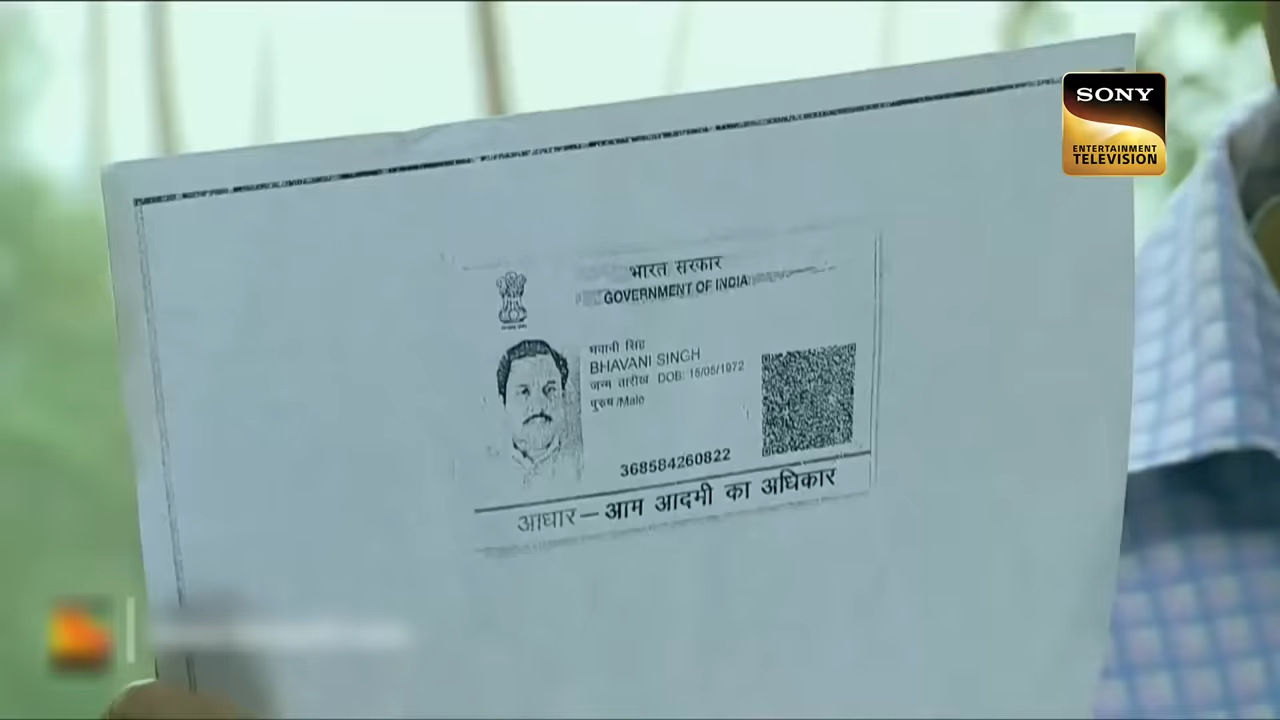 SONY
ENTERTAINMENT
TELEVISION
भारत सरकार
GOVERNMENT OF INDIA
भवानी सिंह
BHAVANI SINGH
जन्म तारीख DOB: 15/05/1972
पुरुष /Male
368584260822
आधार – आम आदमी का अधिकार